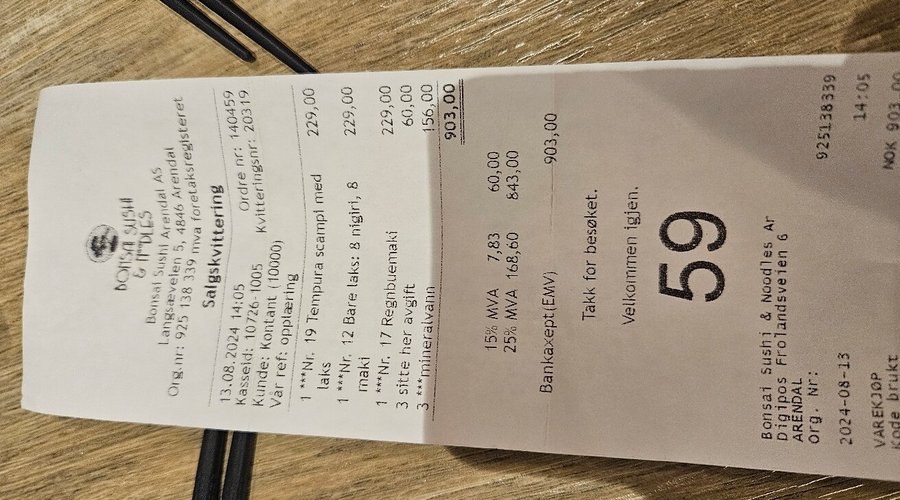 BONSAI SUSHI
& NOODLES
Bonsai Sushi Arendal AS
Langsæveien 5, 4846 Arendal
Org.nr: 925 138 339 mva foretaksregisteret
Salgskvittering
13.08.2024 14:05 Ordre nr: 140459
Kasseid: 10726-1005 Kvitteringsnr: 20319
Kunde: Kontant (10000)
Vår ref: opplæring
1 ***Nr. 19 Tempura scampi med 229,00
laks
1 ***Nr. 12 Bare laks: 8 nigiri, 8 229,00
maki
1 ***Nr. 17 Regnbuemaki 229,00
3 sitte her avgift 60,00
3 ***mineralvann 156,00
903,00
15% MVA 7,83 60,00
25% MVA 168,60 843,00
Bankaxept(EMV) 903,00
Takk for besøket.
Velkommen igjen.
59
Bonsai Sushi & Noodles Ar
Digipos Frolandsveien 6
ARENDAL
Org. Nr: 925138339
2024-08-13 14:05
VAREKJØP NOK 903,00
Kode brukt